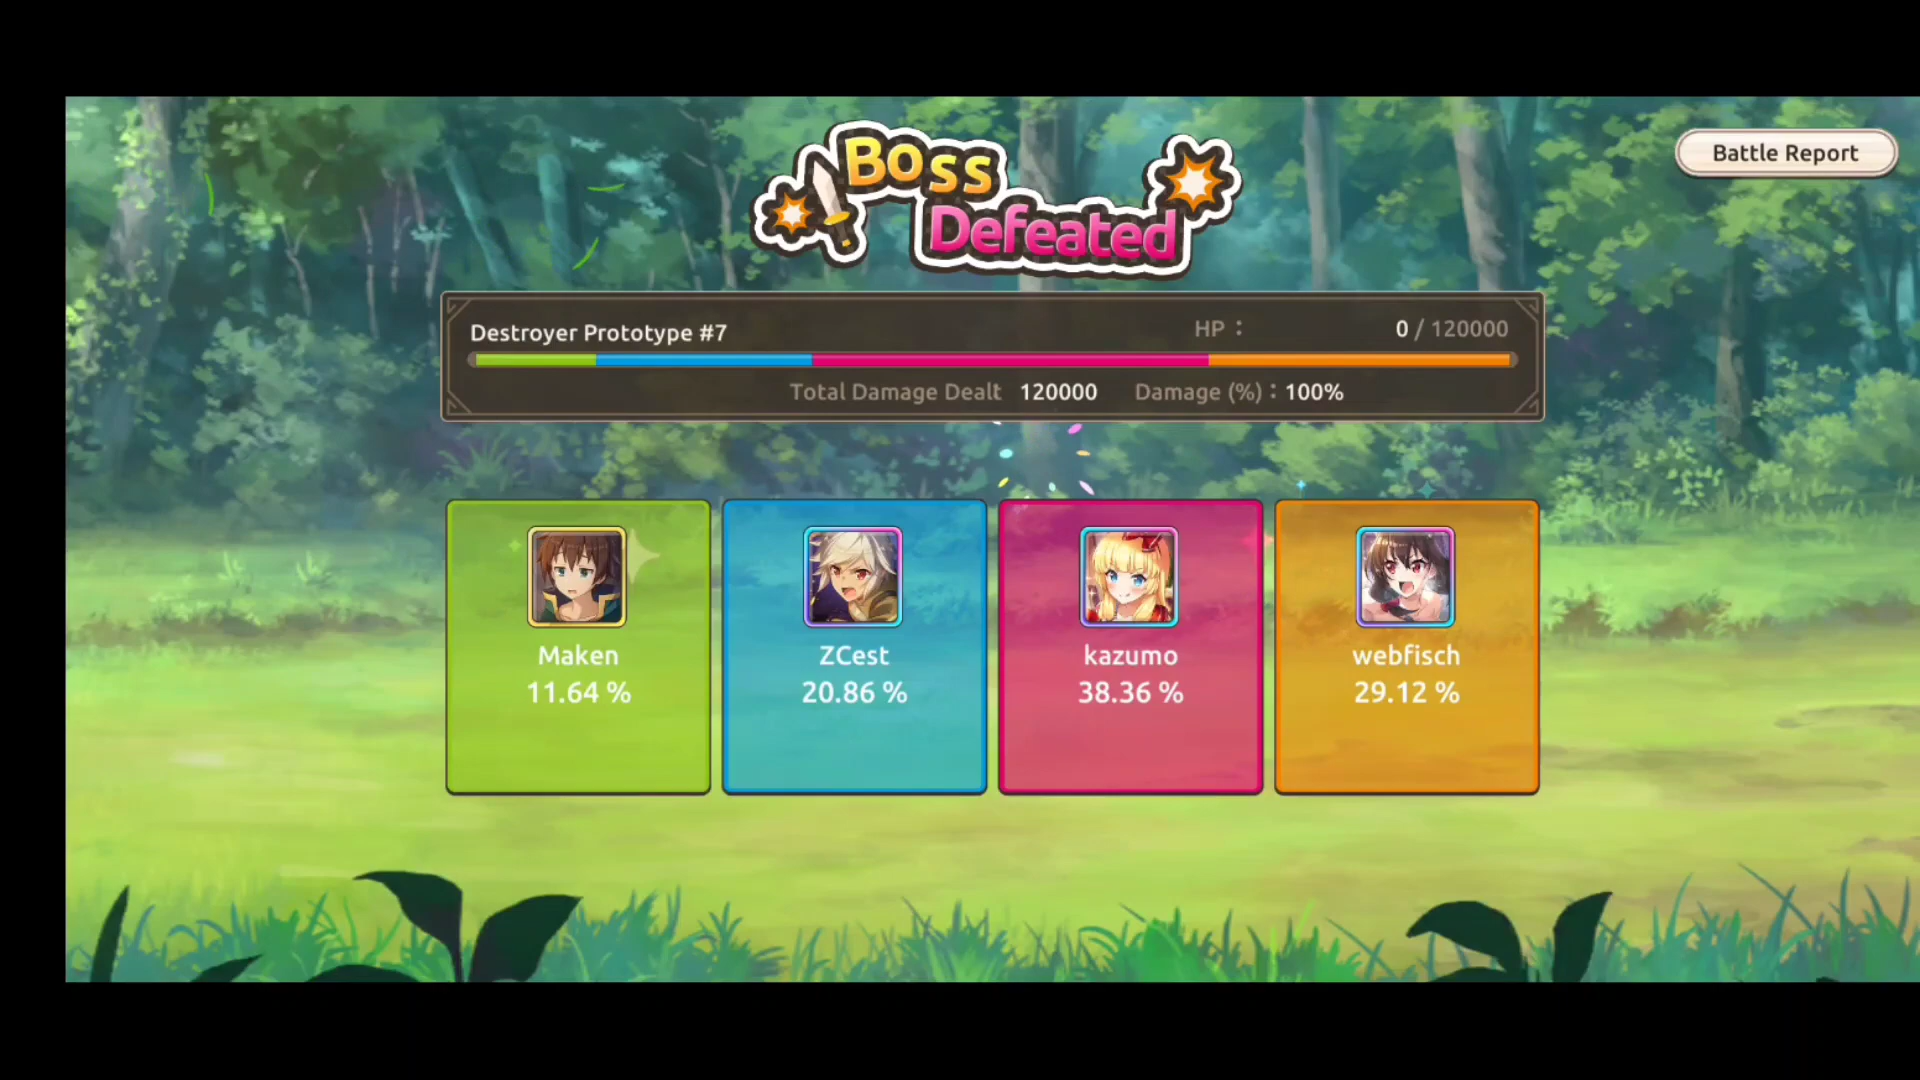 Boss
Defeated
Battle Report
Destroyer Prototype #7
HP : 0 / 120000
Total Damage Dealt 120000 Damage (%) : 100%
Maken
11.64 %
ZCest
20.86 %
kazumo
38.36 %
webfisch
29.12 %